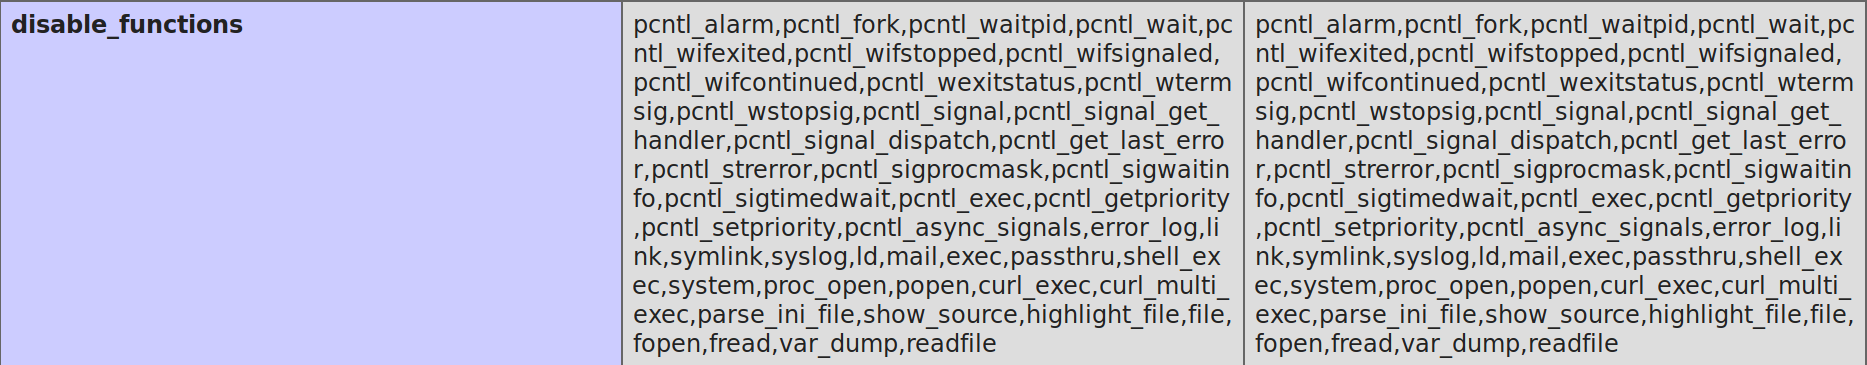 disable_functions
pcntl_alarm,pcntl_fork,pcntl_waitpid,pcntl_wait,pc
ntl_wifexited,pcntl_wifstopped,pcntl_wifsignaled,
pcntl_wifcontinued,pcntl_wexitstatus,pcntl_wterm
sig,pcntl_wstopsig,pcntl_signal,pcntl_signal_get_
handler,pcntl_signal_dispatch,pcntl_get_last_erro
r,pcntl_strerror,pcntl_sigprocmask,pcntl_sigwaitin
fo,pcntl_sigtimedwait,pcntl_exec,pcntl_getpriority
,pcntl_setpriority,pcntl_async_signals,error_log,li
nk,symlink,syslog,ld,mail,exec,passthru,shell_ex
ec,system,proc_open,popen,curl_exec,curl_multi_
exec,parse_ini_file,show_source,highlight_file,file,
fopen,fread,var_dump,readfile
pcntl_alarm,pcntl_fork,pcntl_waitpid,pcntl_wait,pc
ntl_wifexited,pcntl_wifstopped,pcntl_wifsignaled,
pcntl_wifcontinued,pcntl_wexitstatus,pcntl_wterm
sig,pcntl_wstopsig,pcntl_signal,pcntl_signal_get_
handler,pcntl_signal_dispatch,pcntl_get_last_erro
r,pcntl_strerror,pcntl_sigprocmask,pcntl_sigwaitin
fo,pcntl_sigtimedwait,pcntl_exec,pcntl_getpriority
,pcntl_setpriority,pcntl_async_signals,error_log,li
nk,symlink,syslog,ld,mail,exec,passthru,shell_ex
ec,system,proc_open,popen,curl_exec,curl_multi_
exec,parse_ini_file,show_source,highlight_file,file,
fopen,fread,var_dump,readfile